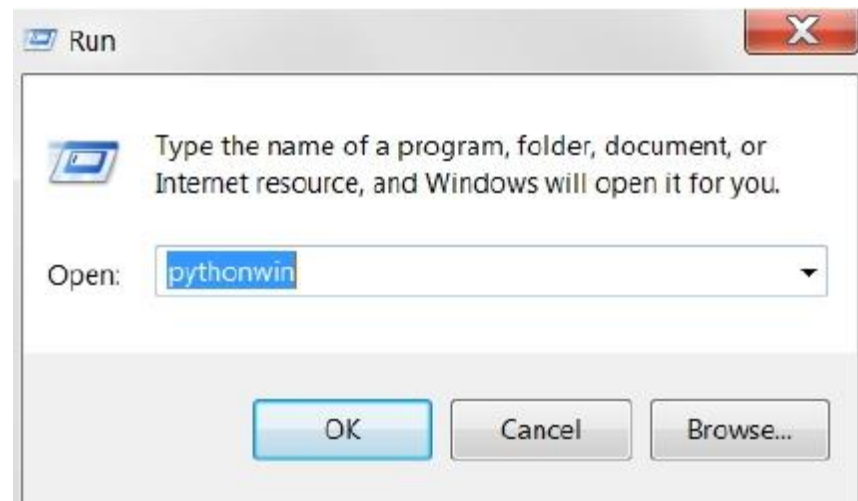 Run
Type the name of a program, folder, document, or
Internet resource, and Windows will open it for you.
Open: pythonwin
OK Cancel Browse...